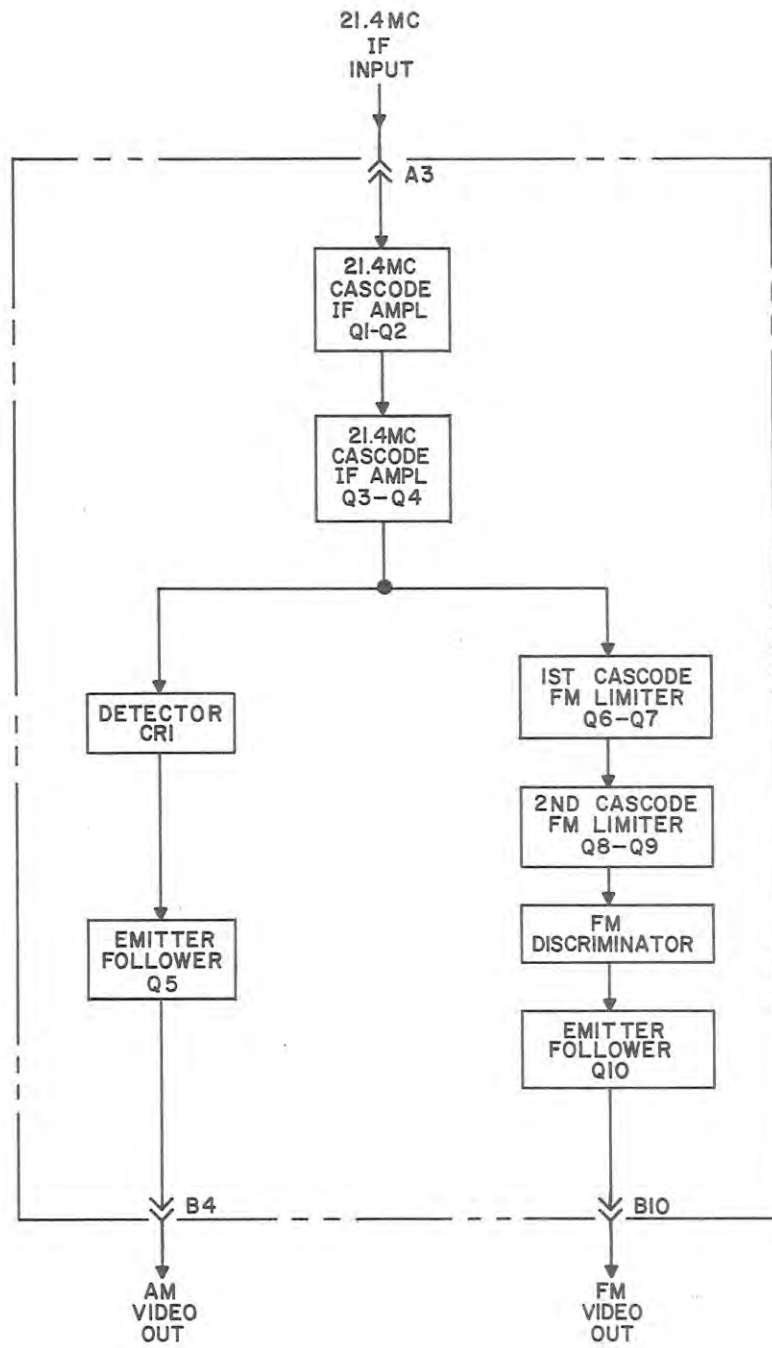 21.4MC
IF
INPUT
A3
21.4MC
CASCODE
IF AMPL
Q1-Q2
21.4MC
CASCODE
IF AMPL
Q3-Q4
DETECTOR
CR1
1ST CASCODE
FM LIMITER
Q6-Q7
2ND CASCODE
FM LIMITER
Q8-Q9
EMITTER
FOLLOWER
Q5
FM
DISCRIMINATOR
EMITTER
FOLLOWER
Q10
B4
B10
AM
VIDEO
OUT
FM
VIDEO
OUT